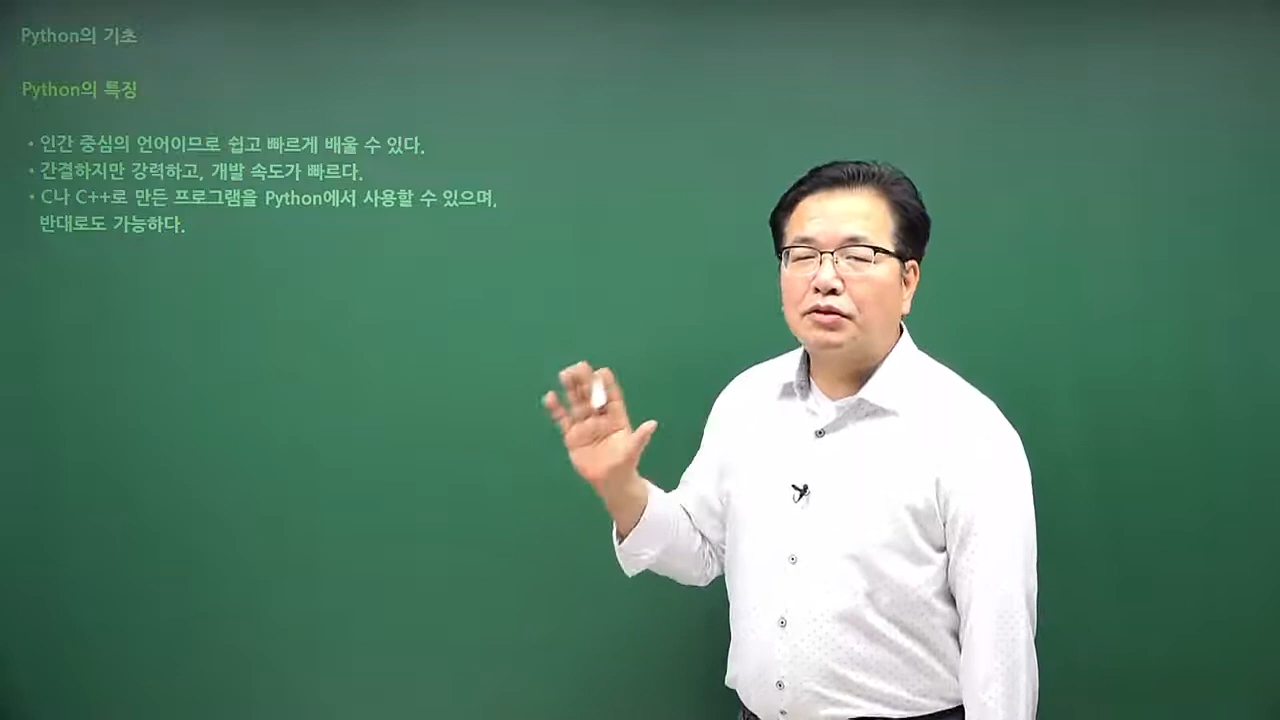 Python의 기초
Python의 특징
• 인간 중심의 언어이므로 쉽고 빠르게 배울 수 있다.
• 간결하지만 강력하고, 개발 속도가 빠르다.
• C나 C++로 만든 프로그램을 Python에서 사용할 수 있으며,
반대로도 가능하다.